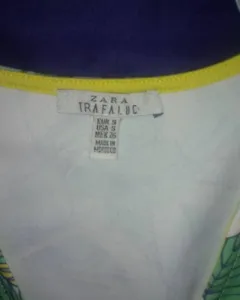 ZARA
TRAFALUC
EUR S
USA S
MEX 26
MADE IN
MOROCCO